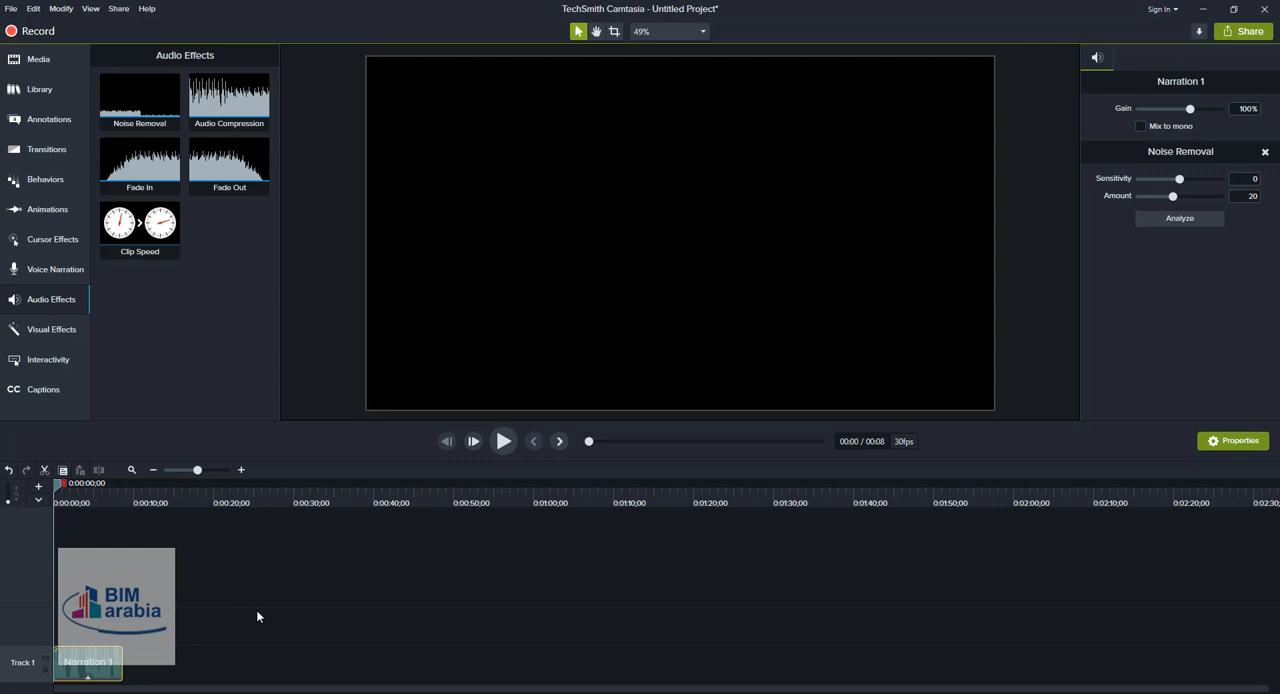 File Edit Modify View Share Help
TechSmith Camtasia - Untitled Project*
Sign In
Record
49%
Share
Media
Library
Annotations
Transitions
Behaviors
Animations
Cursor Effects
Voice Narration
Audio Effects
Visual Effects
Interactivity
CC Captions
Audio Effects
Noise Removal
Audio Compression
Fade In
Fade Out
Clip Speed
Narration 1
Gain 100%
Mix to mono
Noise Removal
Sensitivity 0
Amount 20
Analyze
00:00 / 00:08 30fps
Properties
0:00:00;00
0:00:00;00 0:00:10;00 0:00:20;00 0:00:30;00 0:00:40;00 0:00:50;00 0:01:00;00 0:01:10;00 0:01:20;00 0:01:30;00 0:01:40;00 0:01:50;00 0:02:00;00 0:02:10;00 0:02:20;00 0:02:30;
BIM
arabia
Track 1
Narration 1